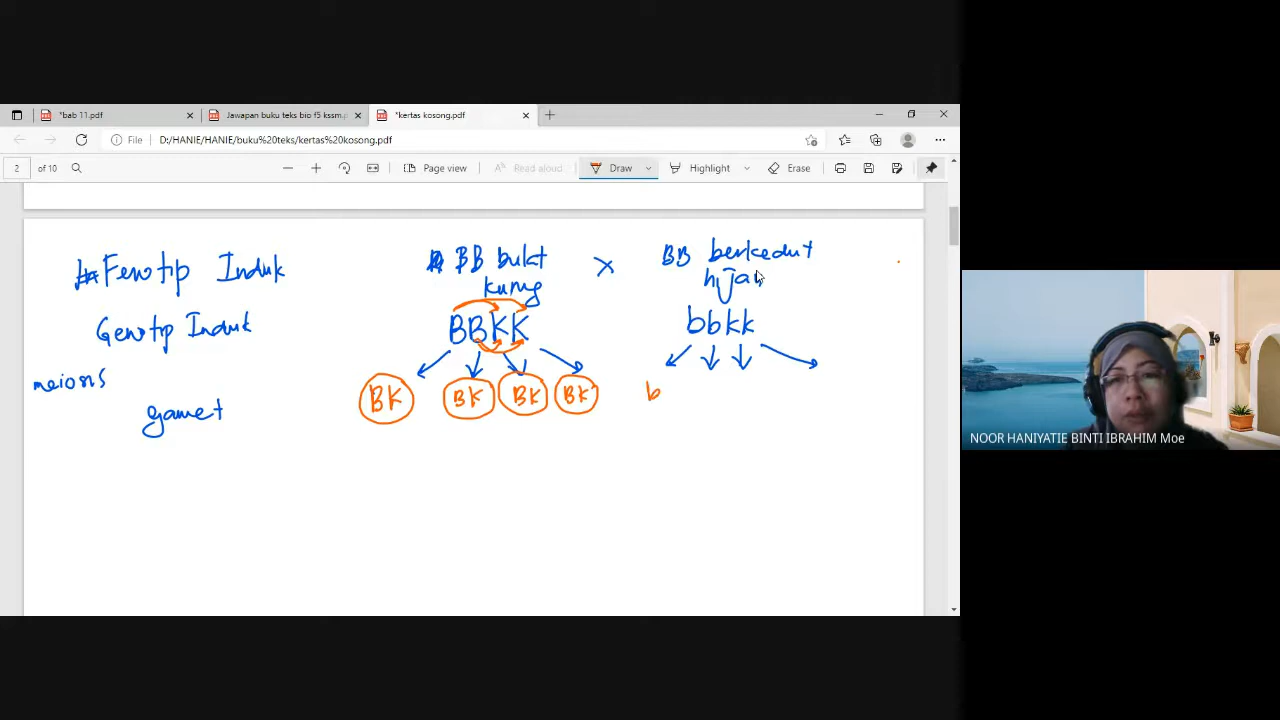 *bab 11.pdf
Jawapan buku teks bio f5 kssm.p
*kertas kosong.pdf
File
D:/HANIE/HANIE/buku%20teks/kertas%20kosong.pdf
2 of 10
Page view
Read aloud
Draw
Highlight
Erase
Fenotip Induk
BB bulat X BB berkedut
kuning hijau
Genotip Induk BBKK bbkk
meiosis
gamet BK BK BK BK b
NOOR HANIYATIE BINTI IBRAHIM Moe